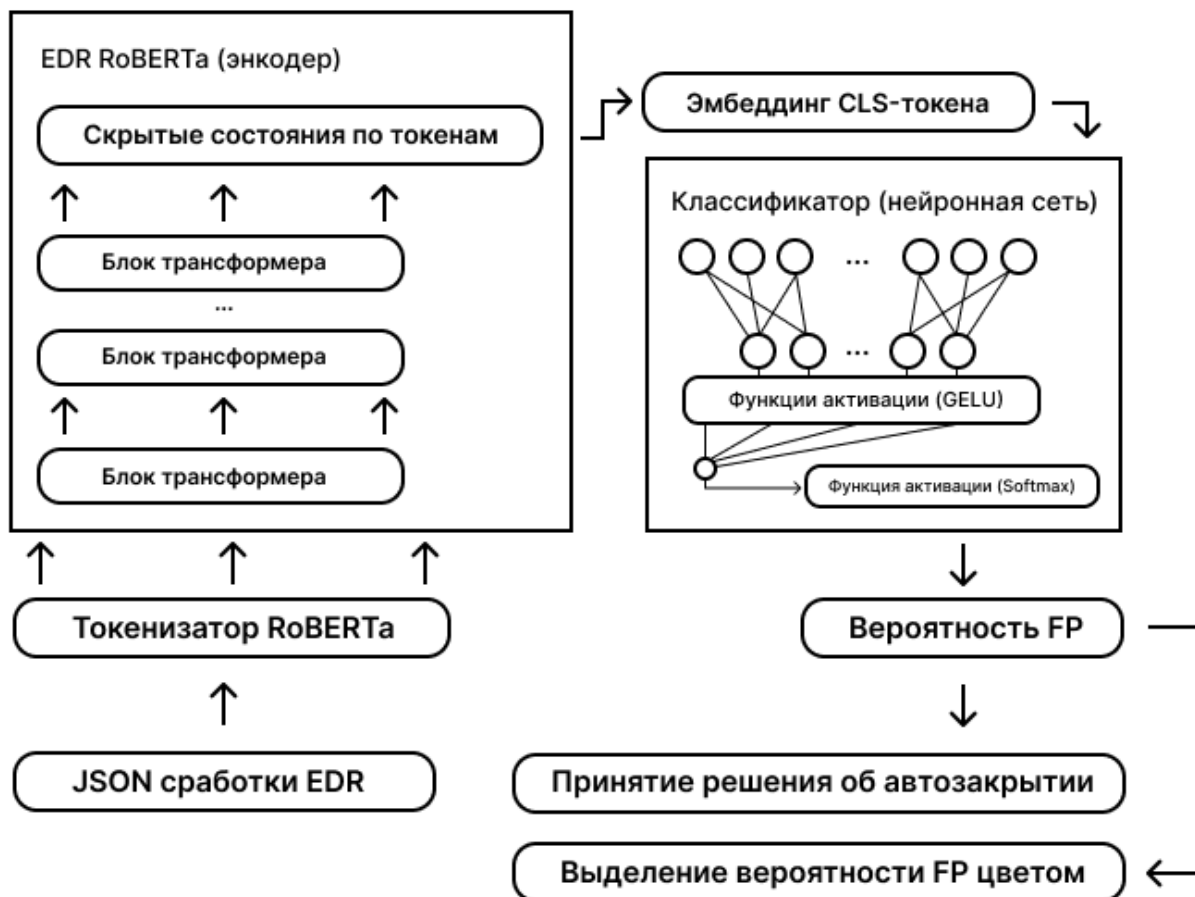 EDR RoBERTa (энкодер)
Скрытые состояния по токенам
Блок трансформера
...
Блок трансформера
Блок трансформера
Токенизатор RoBERTa
JSON сработки EDR
Эмбеддинг CLS-токена
Классификатор (нейронная сеть)
...
...
Функции активации (GELU)
Функция активации (Softmax)
Вероятность FP
Принятие решения об автозакрытии
Выделение вероятности FP цветом